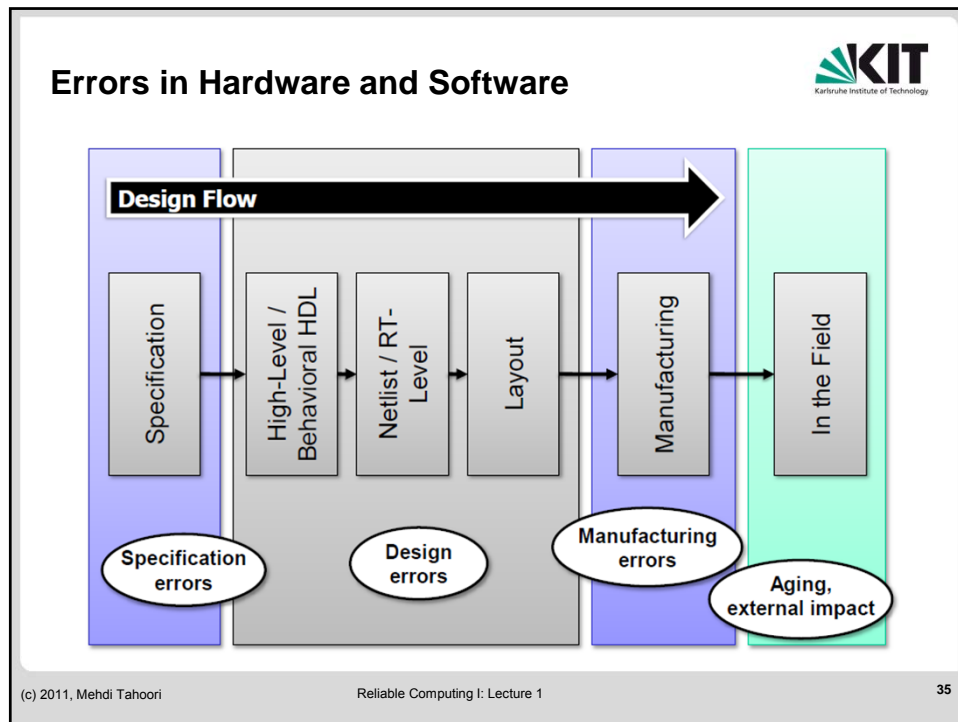 Errors in Hardware and Software
KIT
Karlsruhe Institute of Technology
Design Flow
Specification
High-Level /
Behavioral HDL
Netlist / RT-
Level
Layout
Manufacturing
In the Field
Specification
errors
Design
errors
Manufacturing
errors
Aging,
external impact
(c) 2011, Mehdi Tahoori
Reliable Computing I: Lecture 1
35